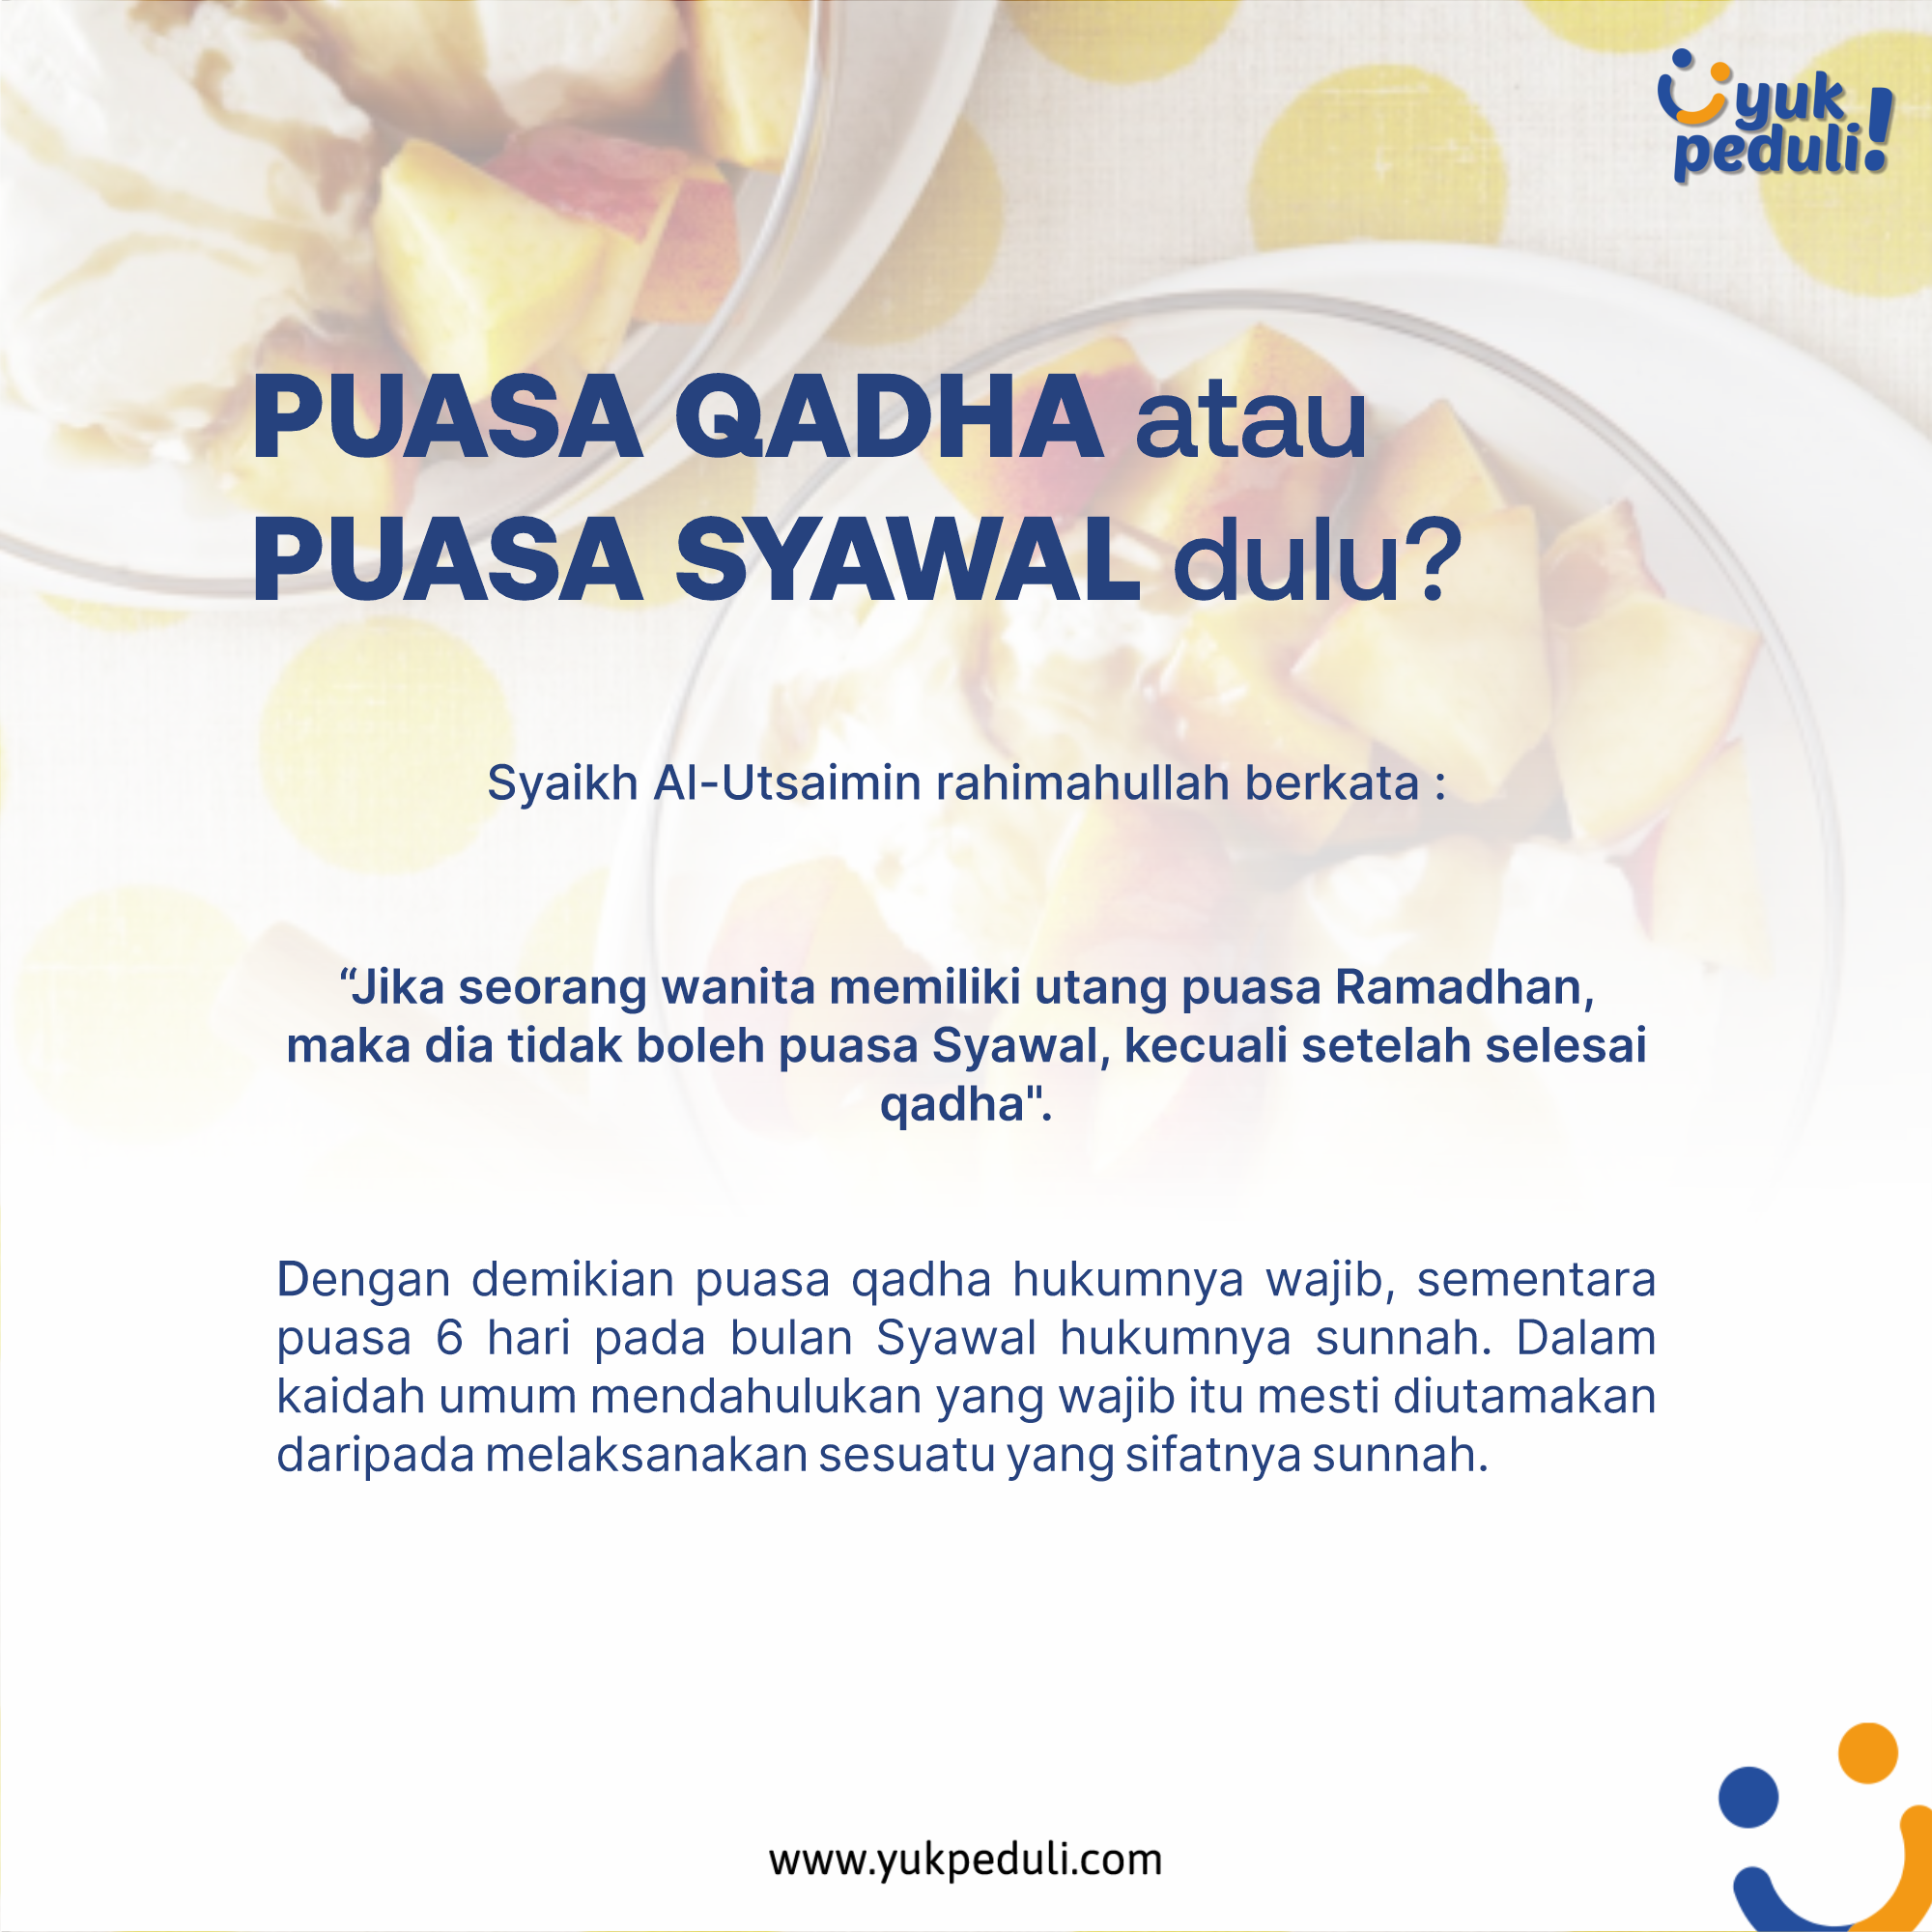 yuk
peduli!
PUASA QADHA atau
PUASA SYAWAL dulu?
Syaikh Al-Utsaimin rahimahullah berkata :
“Jika seorang wanita memiliki utang puasa Ramadhan,
maka dia tidak boleh puasa Syawal, kecuali setelah selesai
qadha".
Dengan demikian puasa qadha hukumnya wajib, sementara
puasa 6 hari pada bulan Syawal hukumnya sunnah. Dalam
kaidah umum mendahulukan yang wajib itu mesti diutamakan
daripada melaksanakan sesuatu yang sifatnya sunnah.
www.yukpeduli.com